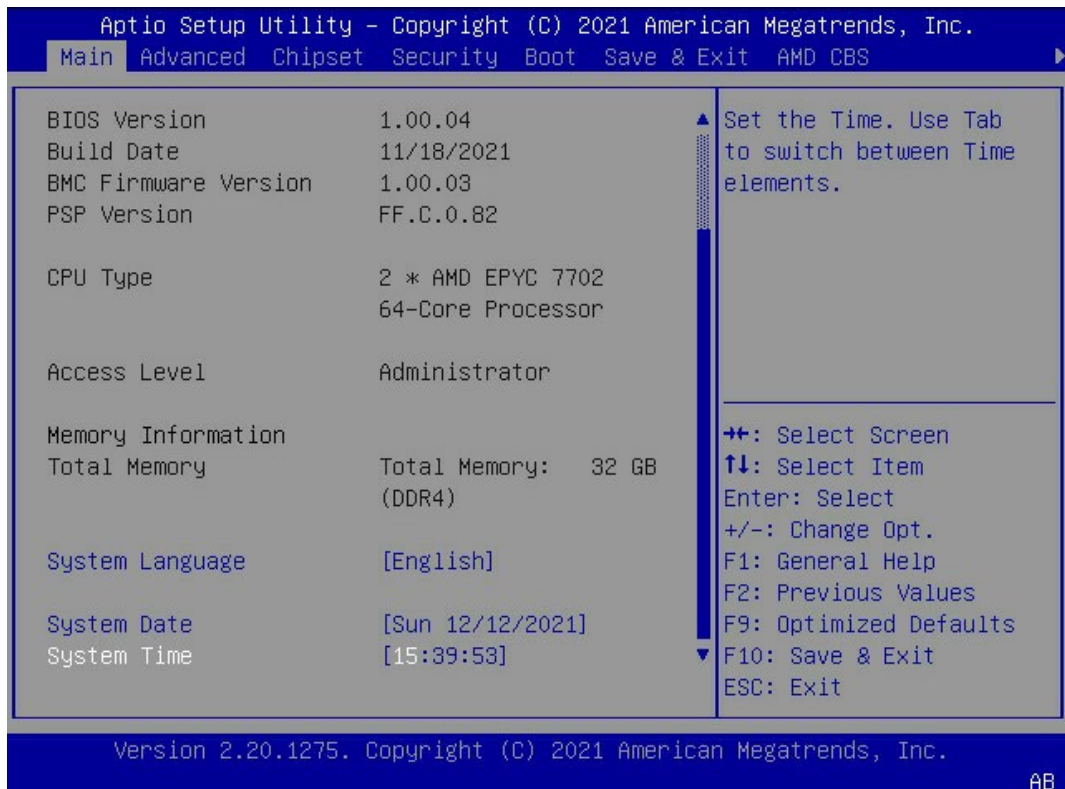 Aptio Setup Utility – Copyright (C) 2021 American Megatrends, Inc.
Main Advanced Chipset Security Boot Save & Exit AMD CBS
BIOS Version 1.00.04
Build Date 11/18/2021
BMC Firmware Version 1.00.03
PSP Version FF.C.0.82
CPU Type 2 * AMD EPYC 7702
64-Core Processor
Access Level Administrator
Memory Information
Total Memory Total Memory: 32 GB
(DDR4)
System Language [English]
System Date [Sun 12/12/2021]
System Time [15:39:53]
Set the Time. Use Tab
to switch between Time
elements.
→←: Select Screen
↑↓: Select Item
Enter: Select
+/-: Change Opt.
F1: General Help
F2: Previous Values
F9: Optimized Defaults
F10: Save & Exit
ESC: Exit
Version 2.20.1275. Copyright (C) 2021 American Megatrends, Inc.
AB